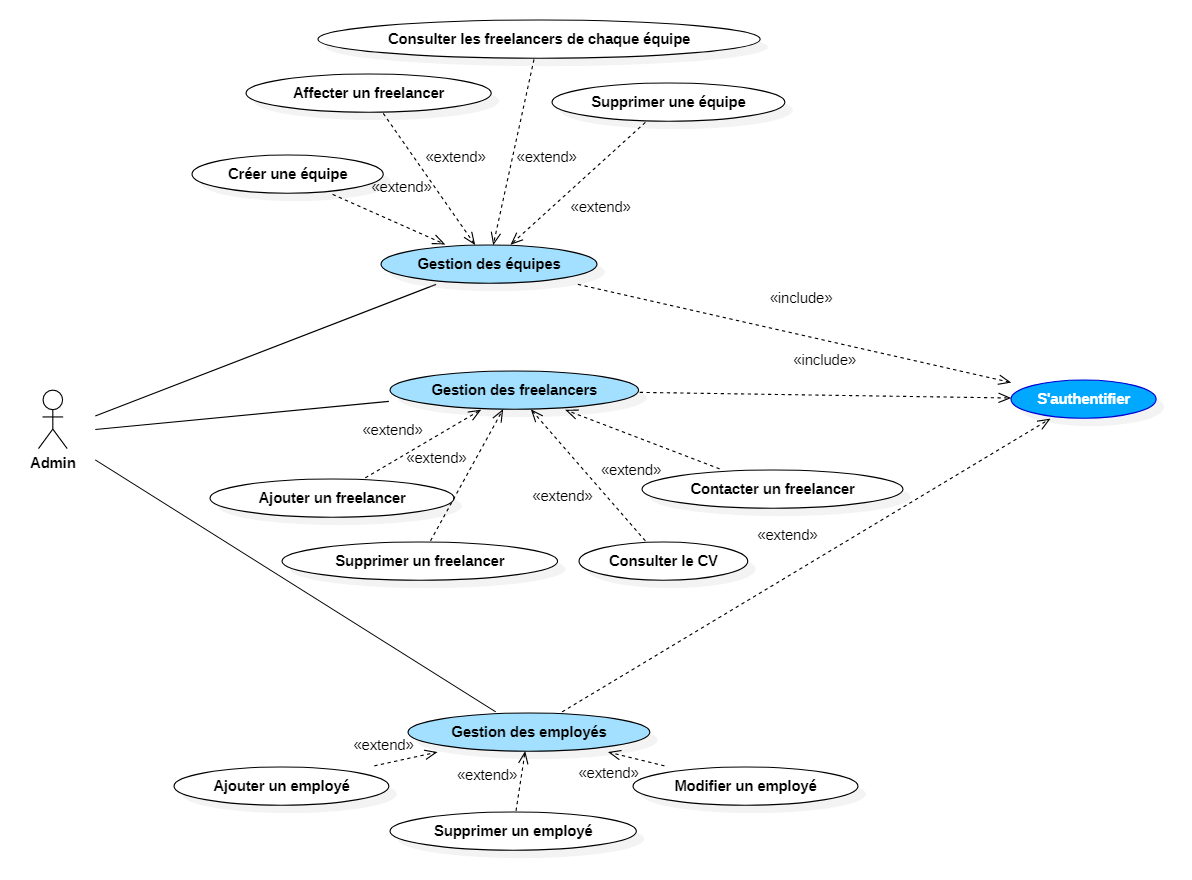 Consulter les freelancers de chaque équipe
Affecter un freelancer
Supprimer une équipe
«extend»
«extend»
Créer une équipe
«extend»
«extend»
Gestion des équipes
«include»
«include»
Gestion des freelancers
S'authentifier
«extend»
Admin
«extend»
«extend»
Contacter un freelancer
Ajouter un freelancer
«extend»
«extend»
Supprimer un freelancer
Consulter le CV
Gestion des employés
«extend»
«extend»
«extend»
Ajouter un employé
Modifier un employé
Supprimer un employé